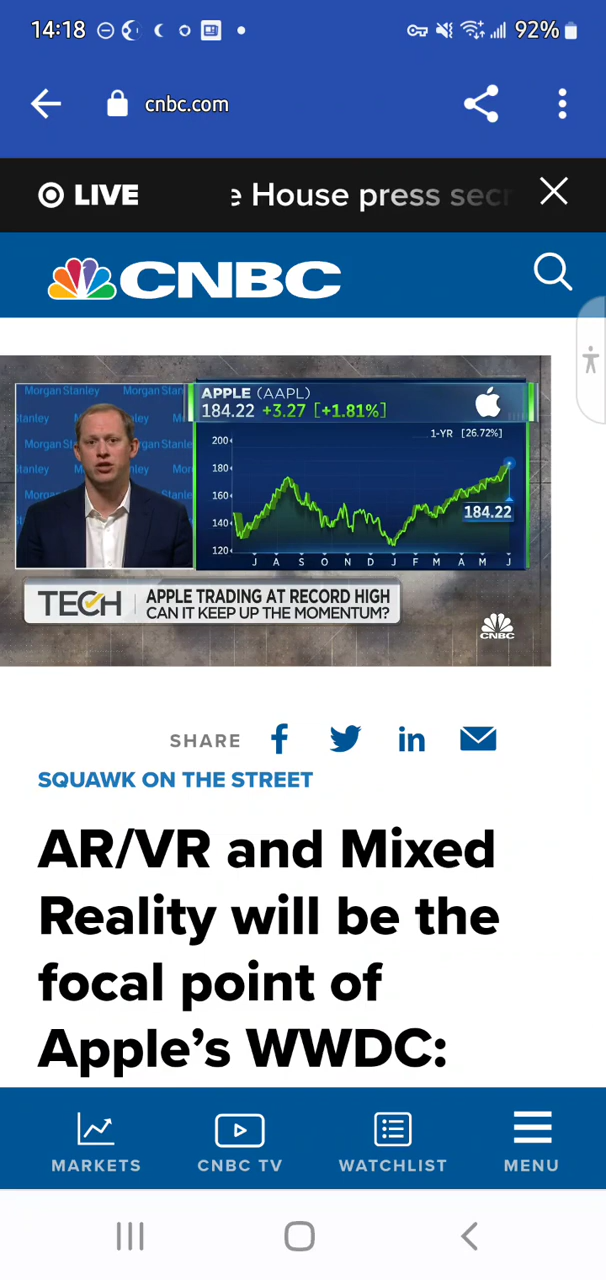 14:18
92%
cnbc.com
LIVE
e House press secr
CNBC
Morgan Stanley Morgan Stanl
APPLE (AAPL)
184.22 +3.27 [+1.81%]
1-YR [26.72%]
200
180
160
140
120
184.22
J A S O N D J F M A M J
TECH
APPLE TRADING AT RECORD HIGH
CAN IT KEEP UP THE MOMENTUM?
CNBC
SHARE
SQUAWK ON THE STREET
AR/VR and Mixed
Reality will be the
focal point of
Apple's WWDC:
MARKETS CNBC TV WATCHLIST MENU